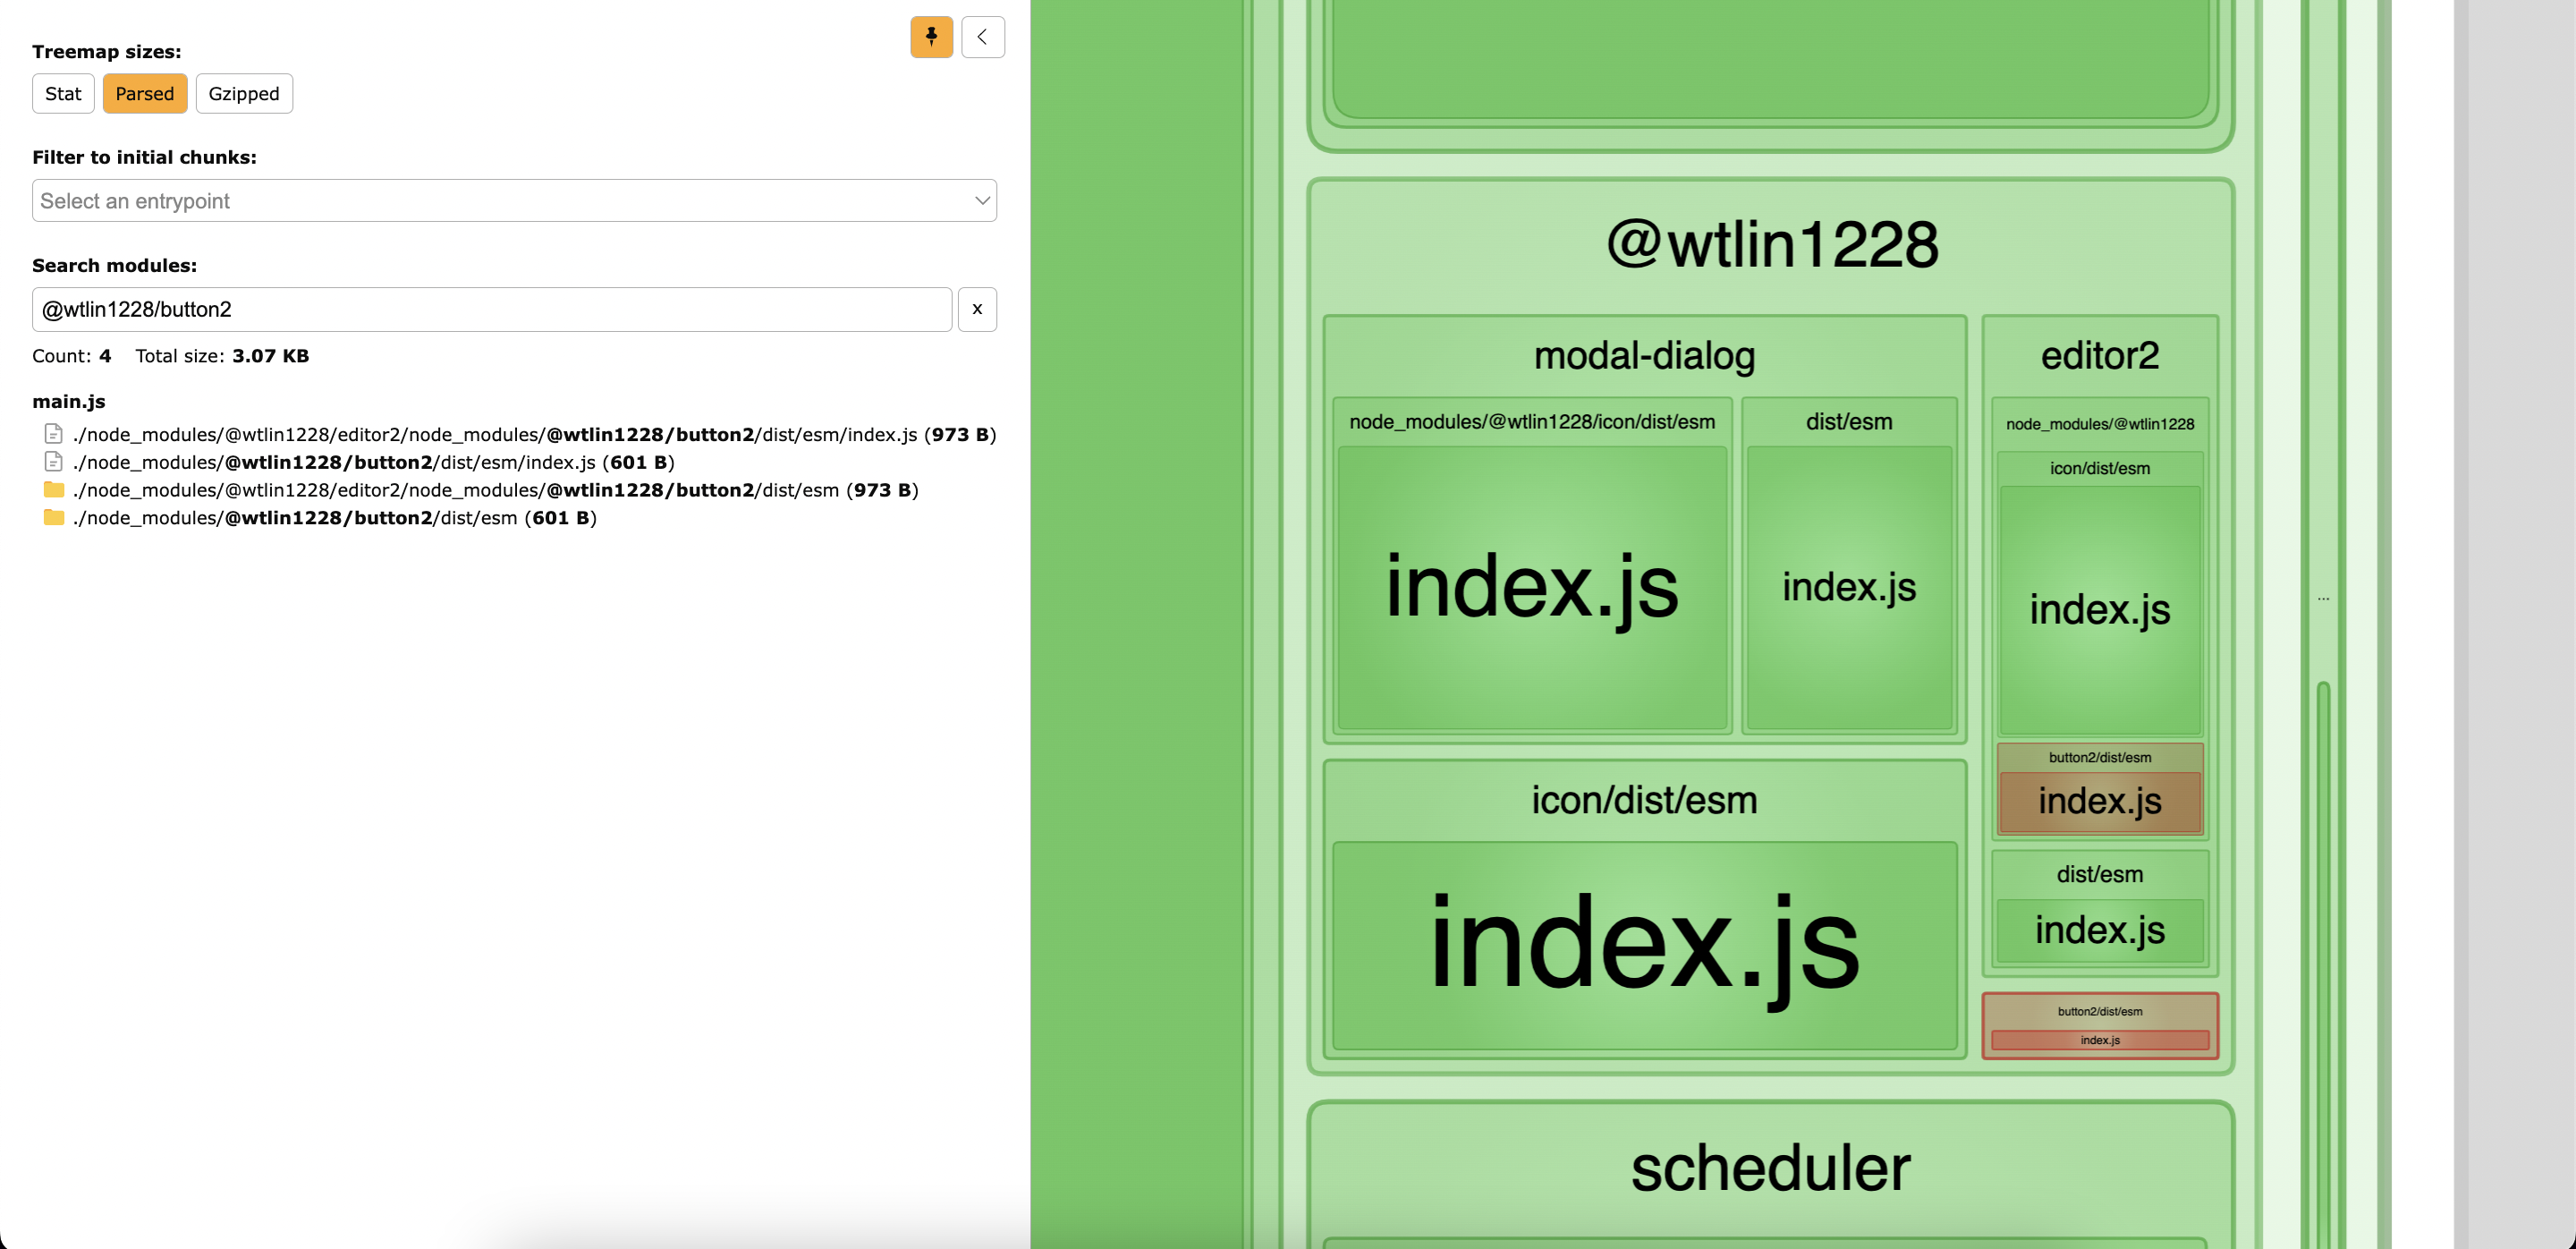 Treemap sizes:
Stat Parsed Gzipped
Filter to initial chunks:
Select an entrypoint
Search modules:
@wtlin1228/button2 x
Count: 4 Total size: 3.07 KB
main.js
./node_modules/@wtlin1228/editor2/node_modules/@wtlin1228/button2/dist/esm/index.js (973 B)
./node_modules/@wtlin1228/button2/dist/esm/index.js (601 B)
./node_modules/@wtlin1228/editor2/node_modules/@wtlin1228/button2/dist/esm (973 B)
./node_modules/@wtlin1228/button2/dist/esm (601 B)
@wtlin1228
modal-dialog
node_modules/@wtlin1228/icon/dist/esm
index.js
dist/esm
index.js
icon/dist/esm
index.js
editor2
node_modules/@wtlin1228
icon/dist/esm
index.js
button2/dist/esm
index.js
dist/esm
index.js
button2/dist/esm
index.js
scheduler
...